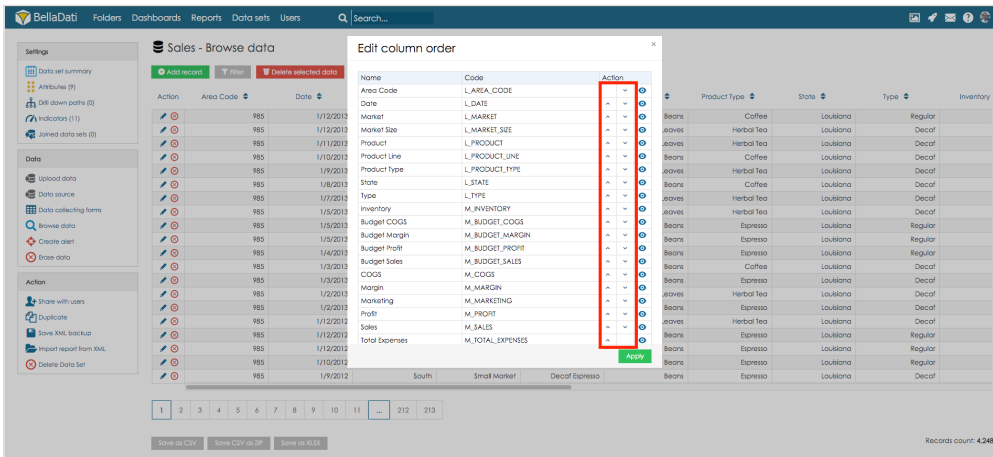 BellaDati Folders Dashboards Reports Data sets Users Search...
Settings
Data set summary
Attributes (9)
Drill down paths (0)
Indicators (11)
Joined data sets (0)
Data
Upload data
Data source
Data collecting forms
Browse data
Create alert
Erase data
Action
Share with users
Duplicate
Save XML backup
Import report from XML
Delete Data Set
Sales - Browse data
Add record Filter Delete selected data
Edit column order ×
Name Code Action
Area Code L_AREA_CODE
Date L_DATE
Market L_MARKET
Market Size L_MARKET_SIZE
Product L_PRODUCT
Product Line L_PRODUCT_LINE
Product Type L_PRODUCT_TYPE
State L_STATE
Type L_TYPE
Inventory M_INVENTORY
Budget COGS M_BUDGET_COGS
Budget Margin M_BUDGET_MARGIN
Budget Profit M_BUDGET_PROFIT
Budget Sales M_BUDGET_SALES
COGS M_COGS
Margin M_MARGIN
Marketing M_MARKETING
Profit M_PROFIT
Sales M_SALES
Total Expenses M_TOTAL_EXPENSES
Apply
Action Area Code Date Product Type State Type Inventory
985 1/12/2013 Beans Coffee Louisiana Regular
985 1/12/2013 Leaves Herbal Tea Louisiana Decaf
985 1/11/2013 Leaves Herbal Tea Louisiana Decaf
985 1/10/2013 Beans Coffee Louisiana Decaf
985 1/9/2013 Leaves Herbal Tea Louisiana Decaf
985 1/8/2013 Beans Coffee Louisiana Decaf
985 1/7/2013 Leaves Herbal Tea Louisiana Decaf
985 1/5/2013 Leaves Herbal Tea Louisiana Decaf
985 1/5/2013 Beans Espresso Louisiana Regular
985 1/5/2013 Beans Espresso Louisiana Regular
985 1/4/2013 Beans Espresso Louisiana Regular
985 1/3/2013 Beans Coffee Louisiana Decaf
985 1/3/2013 Beans Espresso Louisiana Decaf
985 1/2/2013 Leaves Herbal Tea Louisiana Decaf
985 1/2/2013 Beans Espresso Louisiana Decaf
985 1/12/2012 Leaves Herbal Tea Louisiana Decaf
985 1/12/2012 Beans Espresso Louisiana Regular
985 1/12/2012 Beans Espresso Louisiana Regular
985 1/10/2012 Beans Espresso Louisiana Regular
985 1/9/2012 South Small Market Decaf Espresso Beans Espresso Louisiana Decaf
1 2 3 4 5 6 7 8 9 10 11 ... 212 213
Save as CSV Save CSV as ZIP Save as XLSX
Records count: 4,248